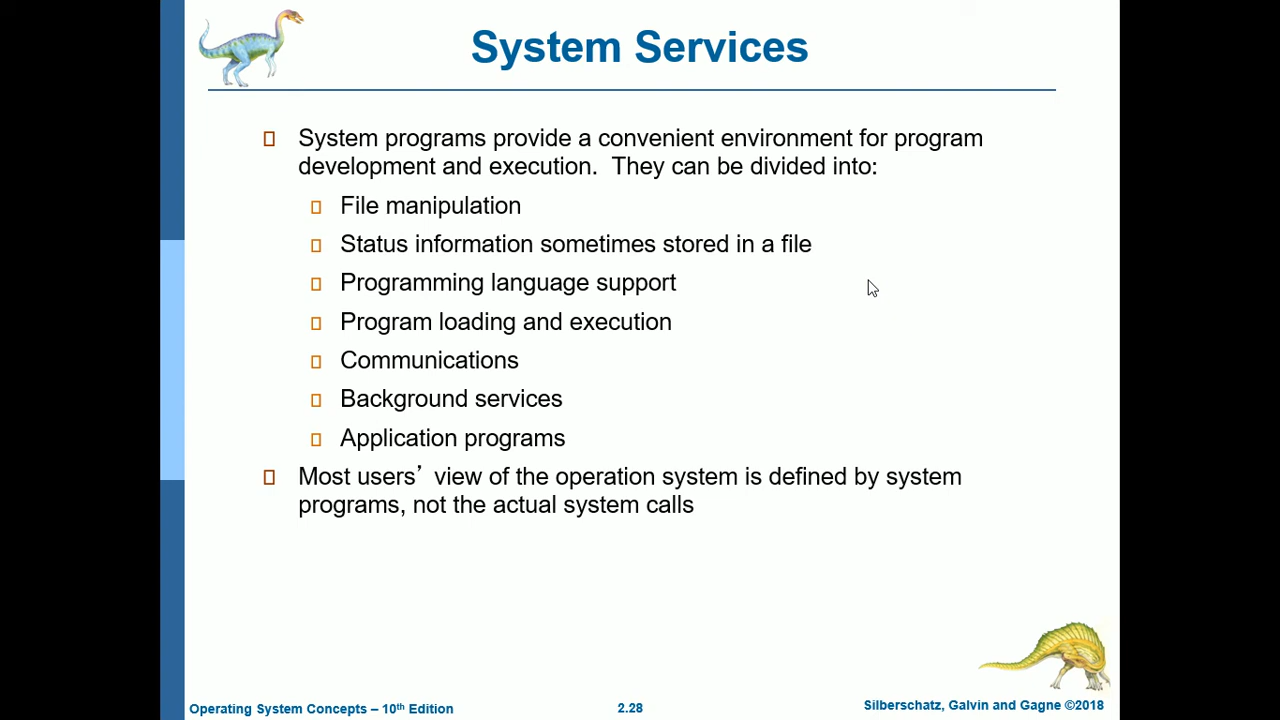 System Services
System programs provide a convenient environment for program
development and execution.  They can be divided into:
File manipulation
Status information sometimes stored in a file
Programming language support
Program loading and execution
Communications
Background services
Application programs
Most users’ view of the operation system is defined by system
programs, not the actual system calls
Operating System Concepts – 10th Edition
2.28
Silberschatz, Galvin and Gagne ©2018